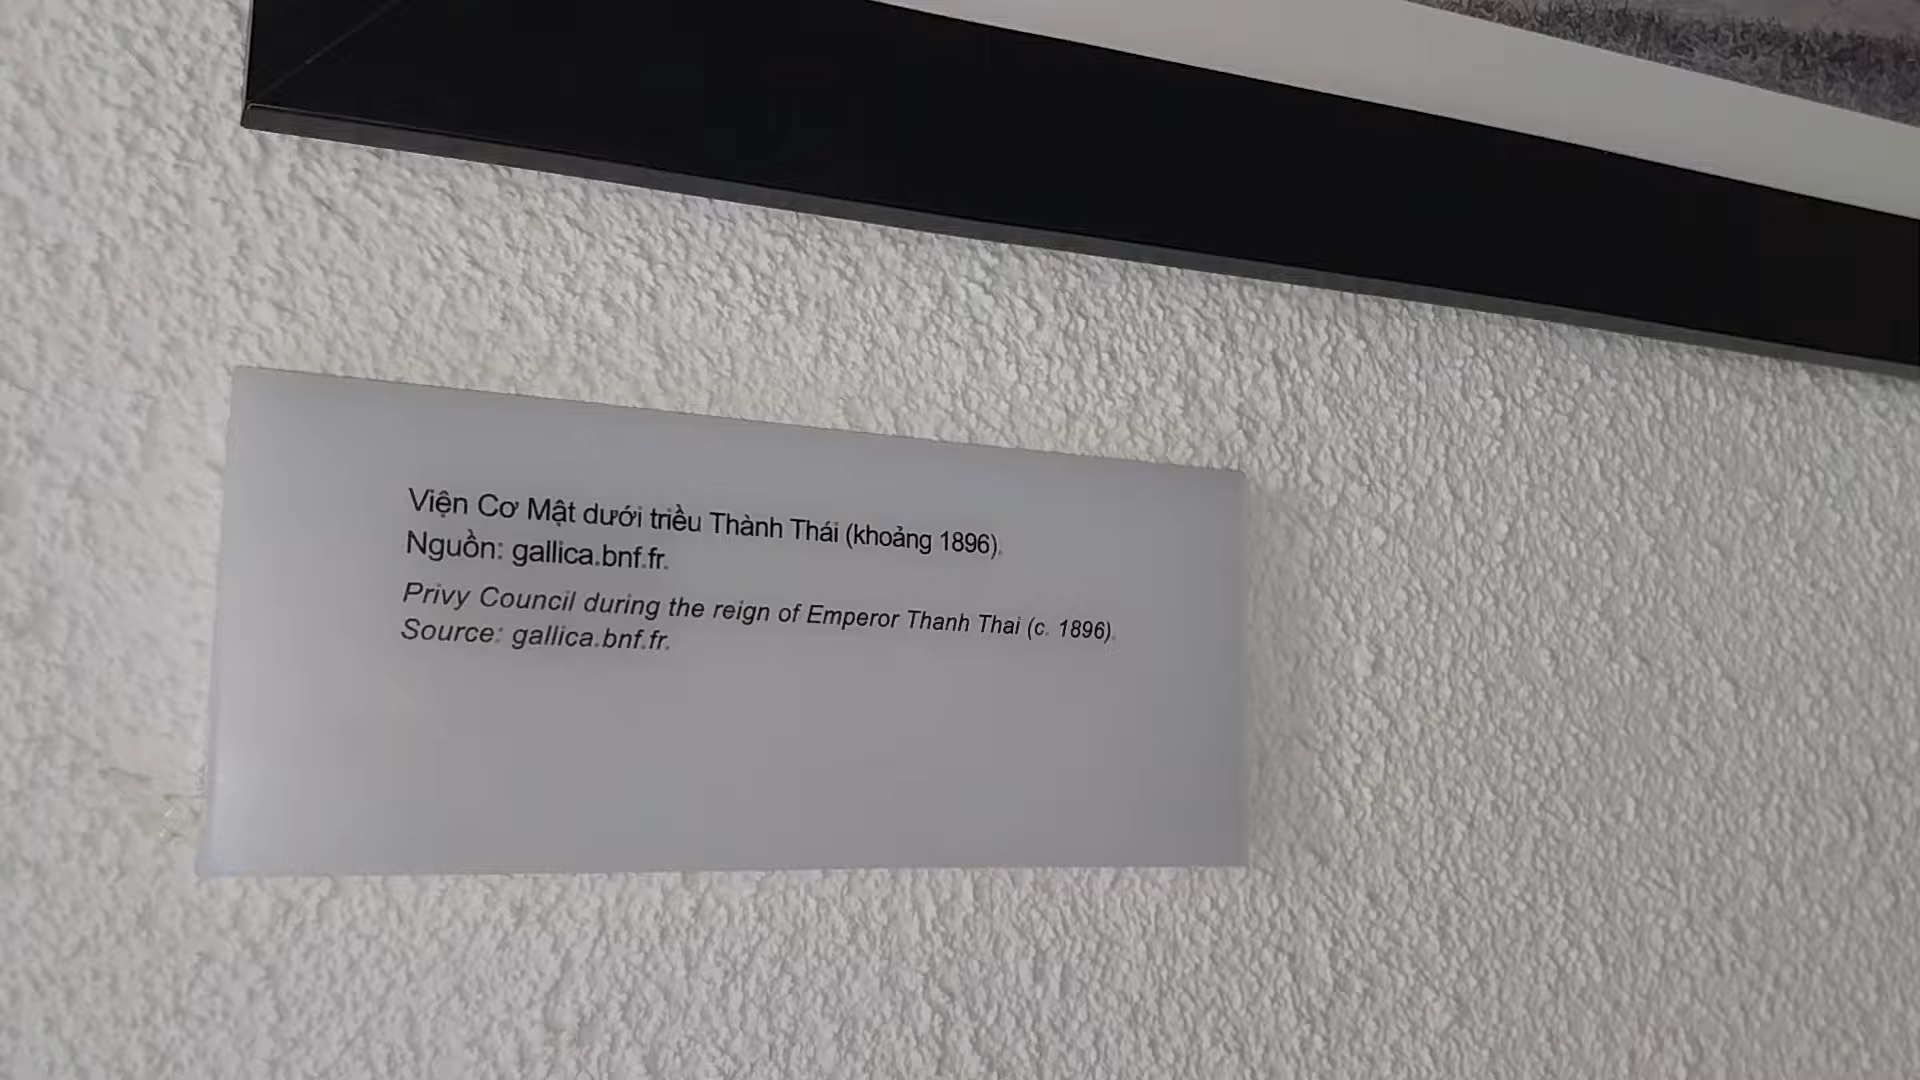 Viện Cơ Mật dưới triều Thành Thái (khoảng 1896).
Nguồn: gallica.bnf.fr.
Privy Council during the reign of Emperor Thanh Thai (c. 1896).
Source: gallica.bnf.fr.